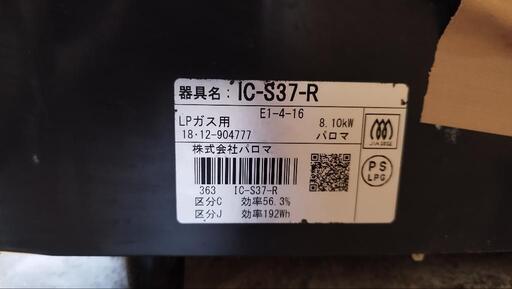 器具名：IC-S37-R
E1-4-16
LPガス用 8.10kW
18·12-904777 パロマ
株式会社パロマ
363 IC-S37-R
区分C 効率56.3%
区分J 効率192Wh
PS
LPG